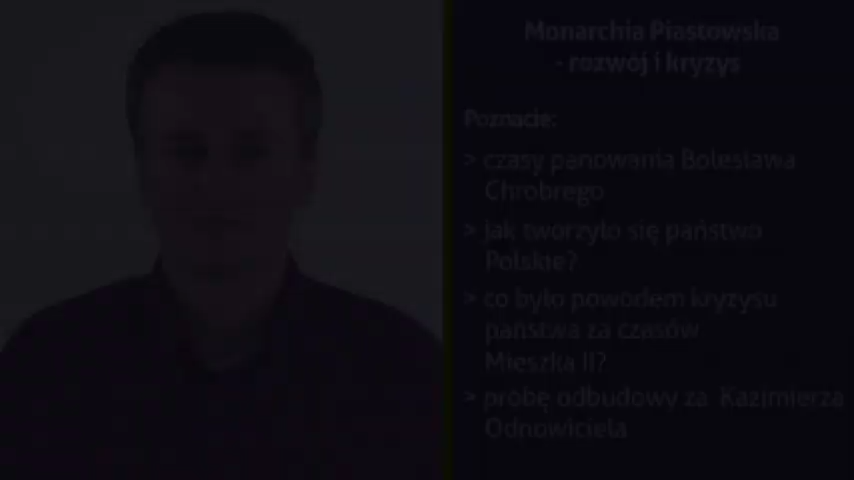 Monarchia Piastowska
- rozwój i kryzys
Poznacie:
> czasy panowania Bolesława
Chrobrego
> jak tworzyło się państwo
Polskie?
> co było powodem kryzysu
państwa za czasów
Mieszka II?
> próbę odbudowy za Kazimierza
Odnowiciela